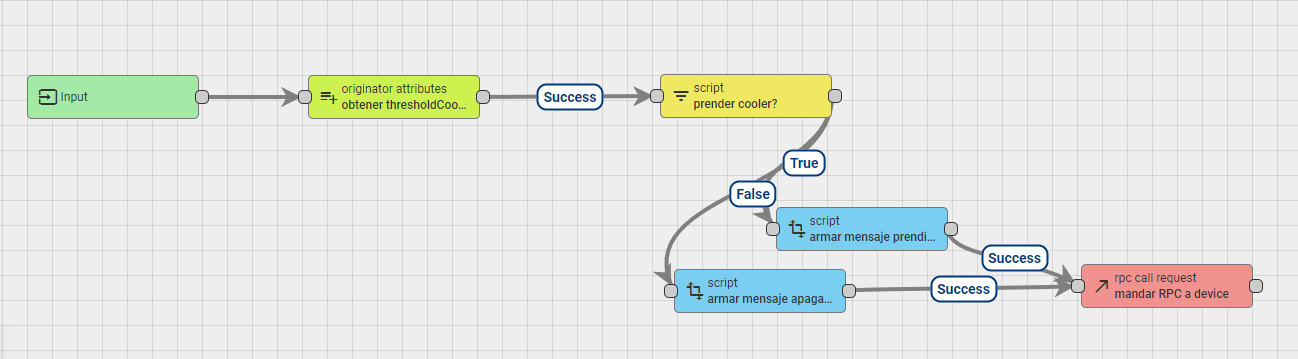 Input
originator attributes
obtener thresholdCoo...
Success
script
prender cooler?
True
False
script
armar mensaje prendi...
Success
script
armar mensaje apaga...
Success
rpc call request
mandar RPC a device